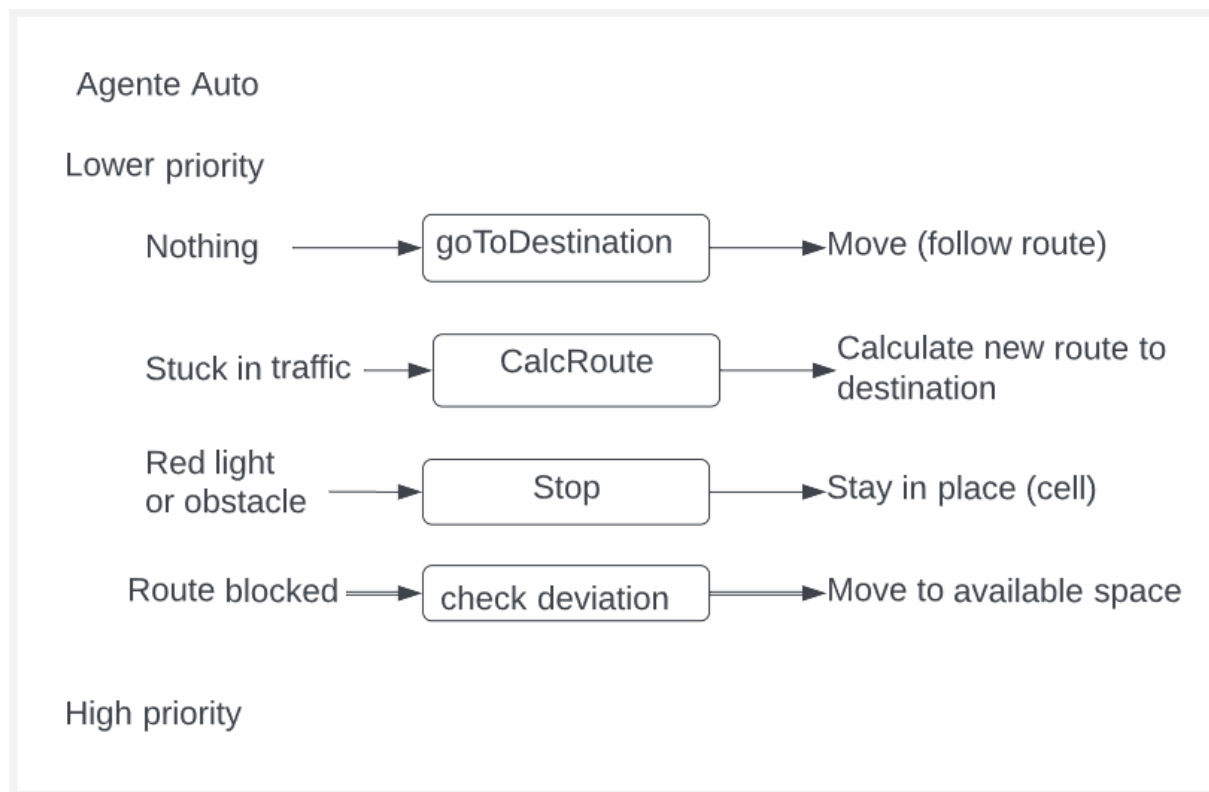 Agente Auto
Lower priority
Nothing
goToDestination
Move (follow route)
Stuck in traffic
CalcRoute
Calculate new route to
destination
Red light
or obstacle
Stop
Stay in place (cell)
Route blocked
check deviation
Move to available space
High priority